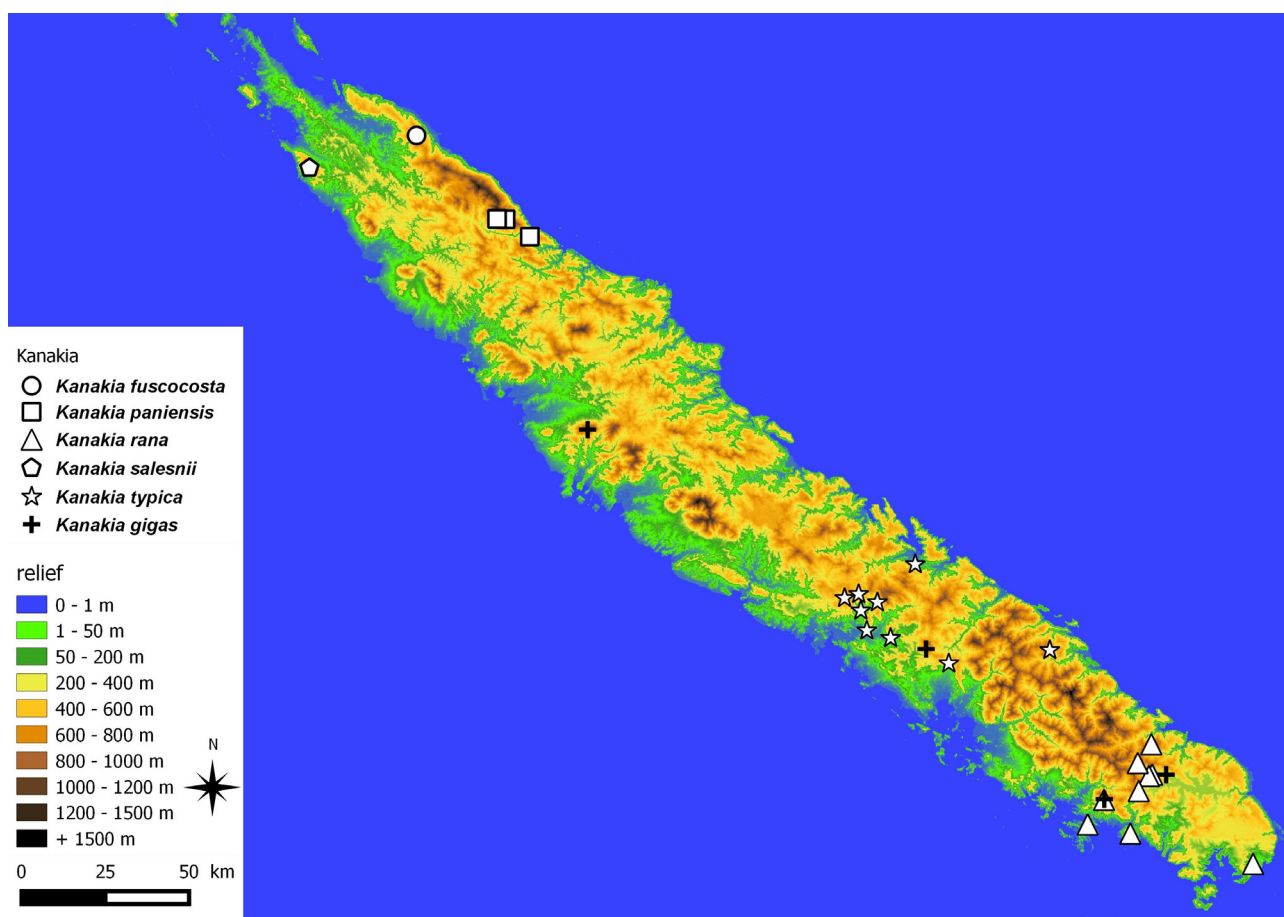 Kanakia
Kanakia fuscocosta
Kanakia paniensis
Kanakia rana
Kanakia salesnii
Kanakia typica
Kanakia gigas
relief
0 - 1 m
1 - 50 m
50 - 200 m
200 - 400 m
400 - 600 m
600 - 800 m
800 - 1000 m
1000 - 1200 m
1200 - 1500 m
+ 1500 m
N
0 25 50 km